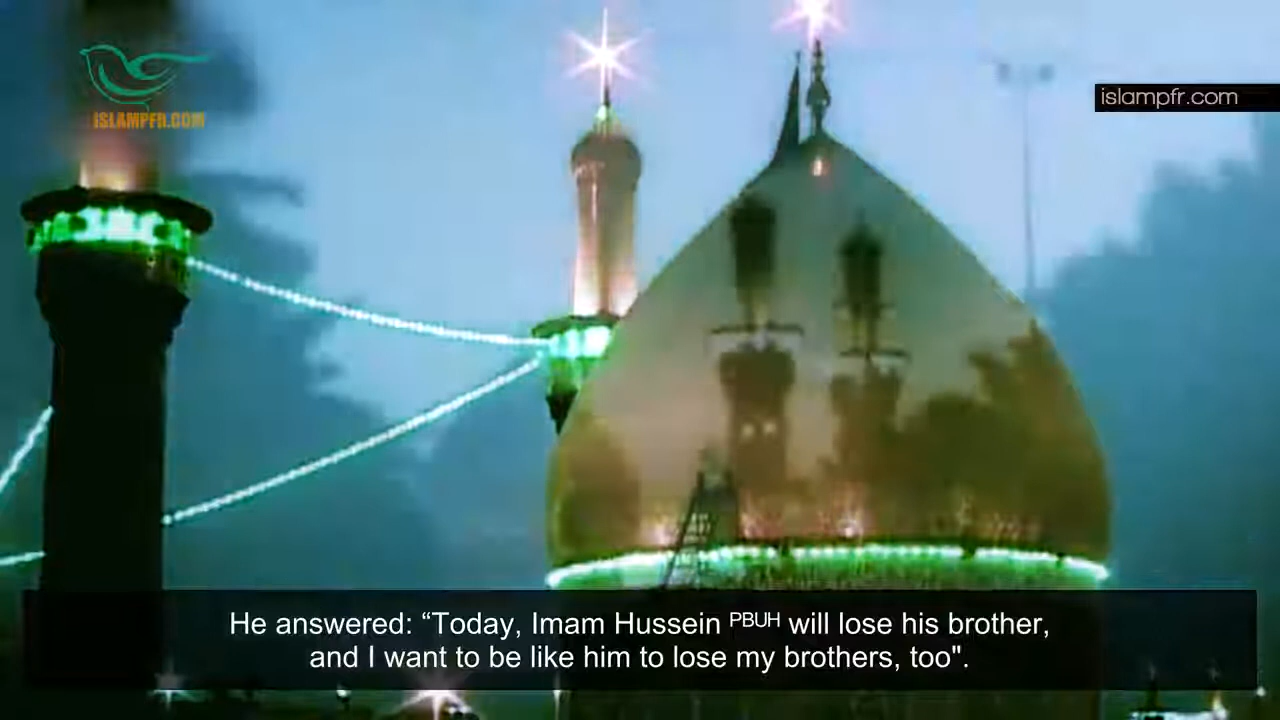 ISLAMPFR.COM
islampfr.com
He answered: “Today, Imam Hussein PBUH will lose his brother,
and I want to be like him to lose my brothers, too".